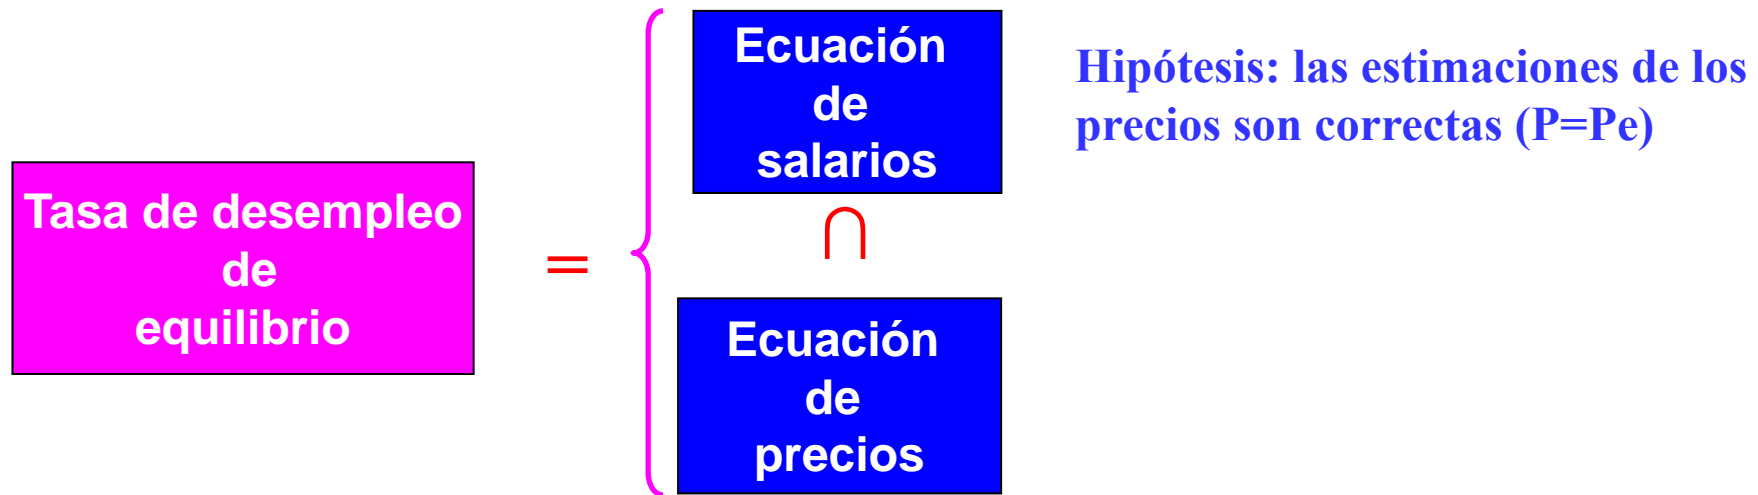 Ecuación
de
salarios
Hipótesis: las estimaciones de los
precios son correctas (P=Pe)
Tasa de desempleo
de
equilibrio
=
∩
Ecuación
de
precios